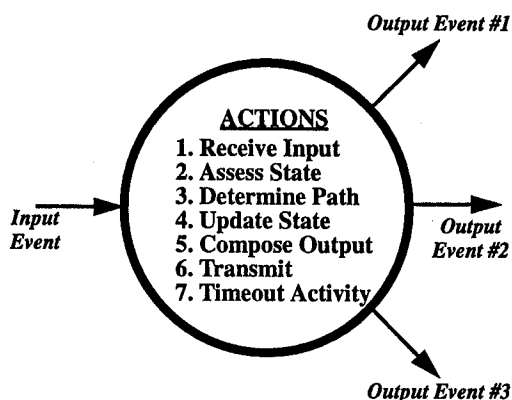 Output Event #1
ACTIONS
1. Receive Input
2. Assess State
3. Determine Path
4. Update State
5. Compose Output
6. Transmit
7. Timeout Activity
Input
Event
Output
Event #2
Output Event #3